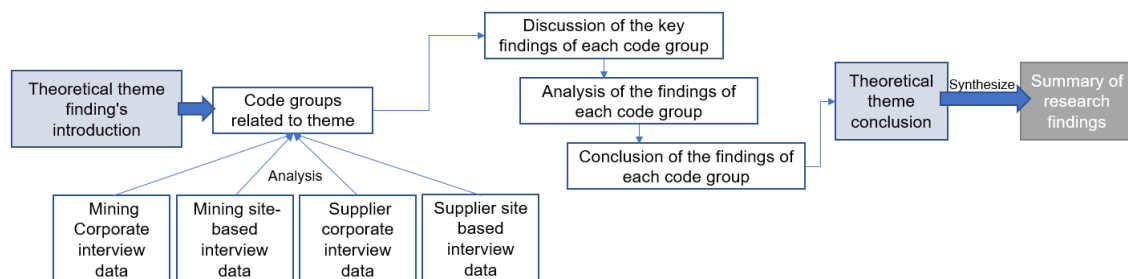 Theoretical theme
finding's
introduction
Code groups
related to theme
Analysis
Mining
Corporate
interview
data
Mining site-
based
interview
data
Supplier
corporate
interview
data
Supplier site
based
interview
data
Discussion of the key
findings of each code group
Analysis of the findings of
each code group
Conclusion of the findings of
each code group
Theoretical
theme
conclusion
Synthesize
Summary of
research
findings